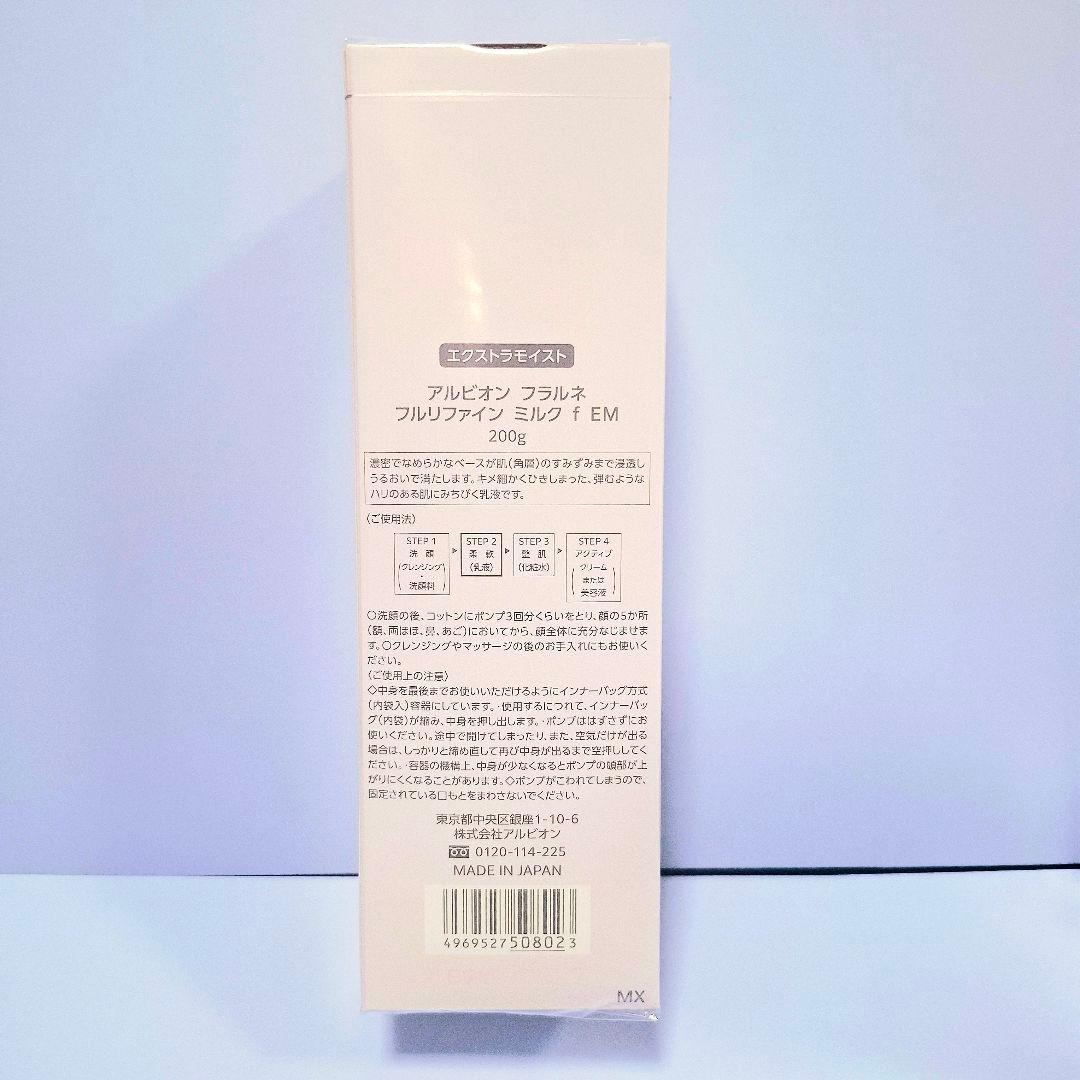 エクストラモイスト
アルビオン フラルネ
フルリファイン ミルク f EM
200g
濃密でなめらかなベースが肌(角層)のすみずみまで浸透し
うるおいで満たします。キメ細かくひきしまった、弾むような
ハリのある肌にみちびく乳液です。
〈ご使用法〉
STEP 1
洗顔
(クレンジング
・
洗顔料)
STEP 2
柔軟
(乳液)
STEP 3
整肌
(化粧水)
STEP 4
アクティブ
(クリーム
または
美容液)
○洗顔の後、コットンにポンプ3回分くらいをとり、顔の5か所
(額、両ほほ、鼻、あご)においてから、顔全体に充分なじませま
す。○クレンジングやマッサージの後のお手入れにもお使いく
ださい。
〈ご使用上の注意〉
◇中身を最後までお使いいただけるようにインナーバッグ方式
(内袋入)容器にしています。・使用するにつれて、インナーバッ
グ(内袋)が縮み、中身を押し出します。・ポンプははずさずにお
使いください。途中で開けてしまったり、また、空気だけが出る
場合は、しっかりと締め直して再び中身が出るまで空押ししてく
ださい。・容器の機構上、中身が少なくなるとポンプの頭部が上
がりにくくなることがあります。◇ポンプがこわれてしまうので、
固定されている口もとをまわさないでください。
東京都中央区銀座1-10-6
株式会社アルビオン
0120-114-225
MADE IN JAPAN
4969527508023
MX